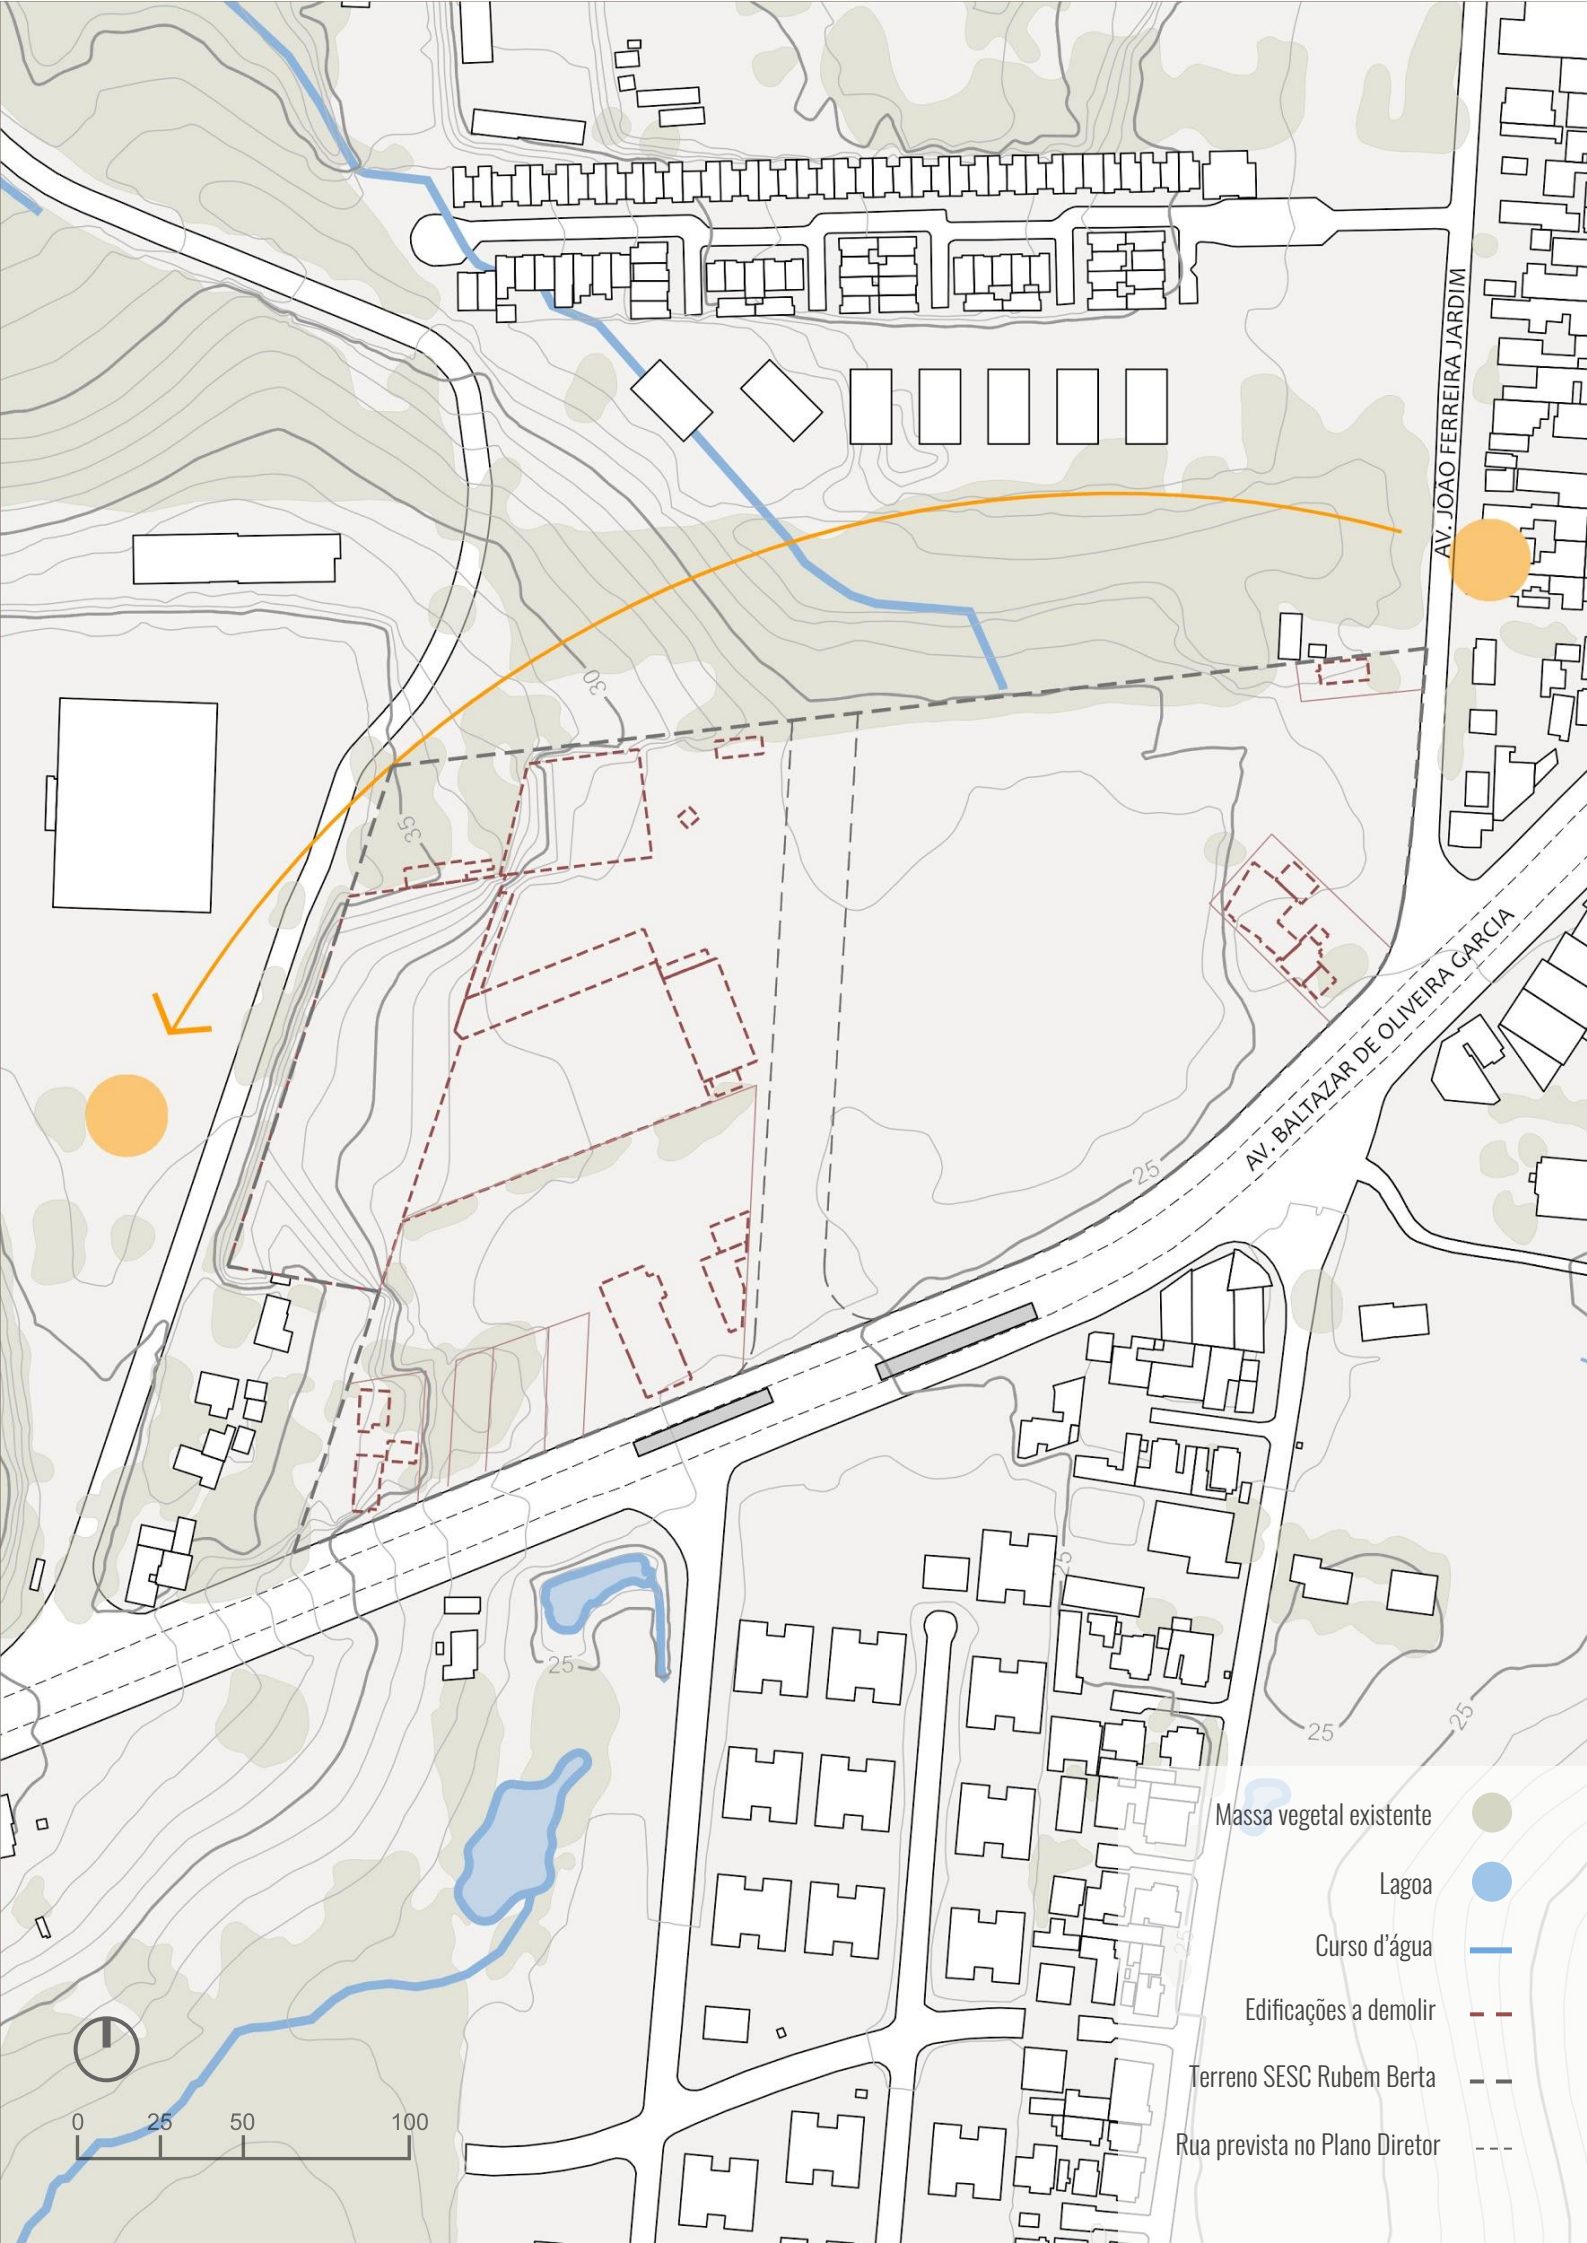 AV. JOÃO FERREIRA JARDIM
30
35
AV. BALTAZAR DE OLIVEIRA GARCIA
25
25
25
25
25
Massa vegetal existente
Lagoa
Curso d'água
Edificações a demolir
Terreno SESC Rubem Berta
Rua prevista no Plano Diretor
0 25 50 100
25